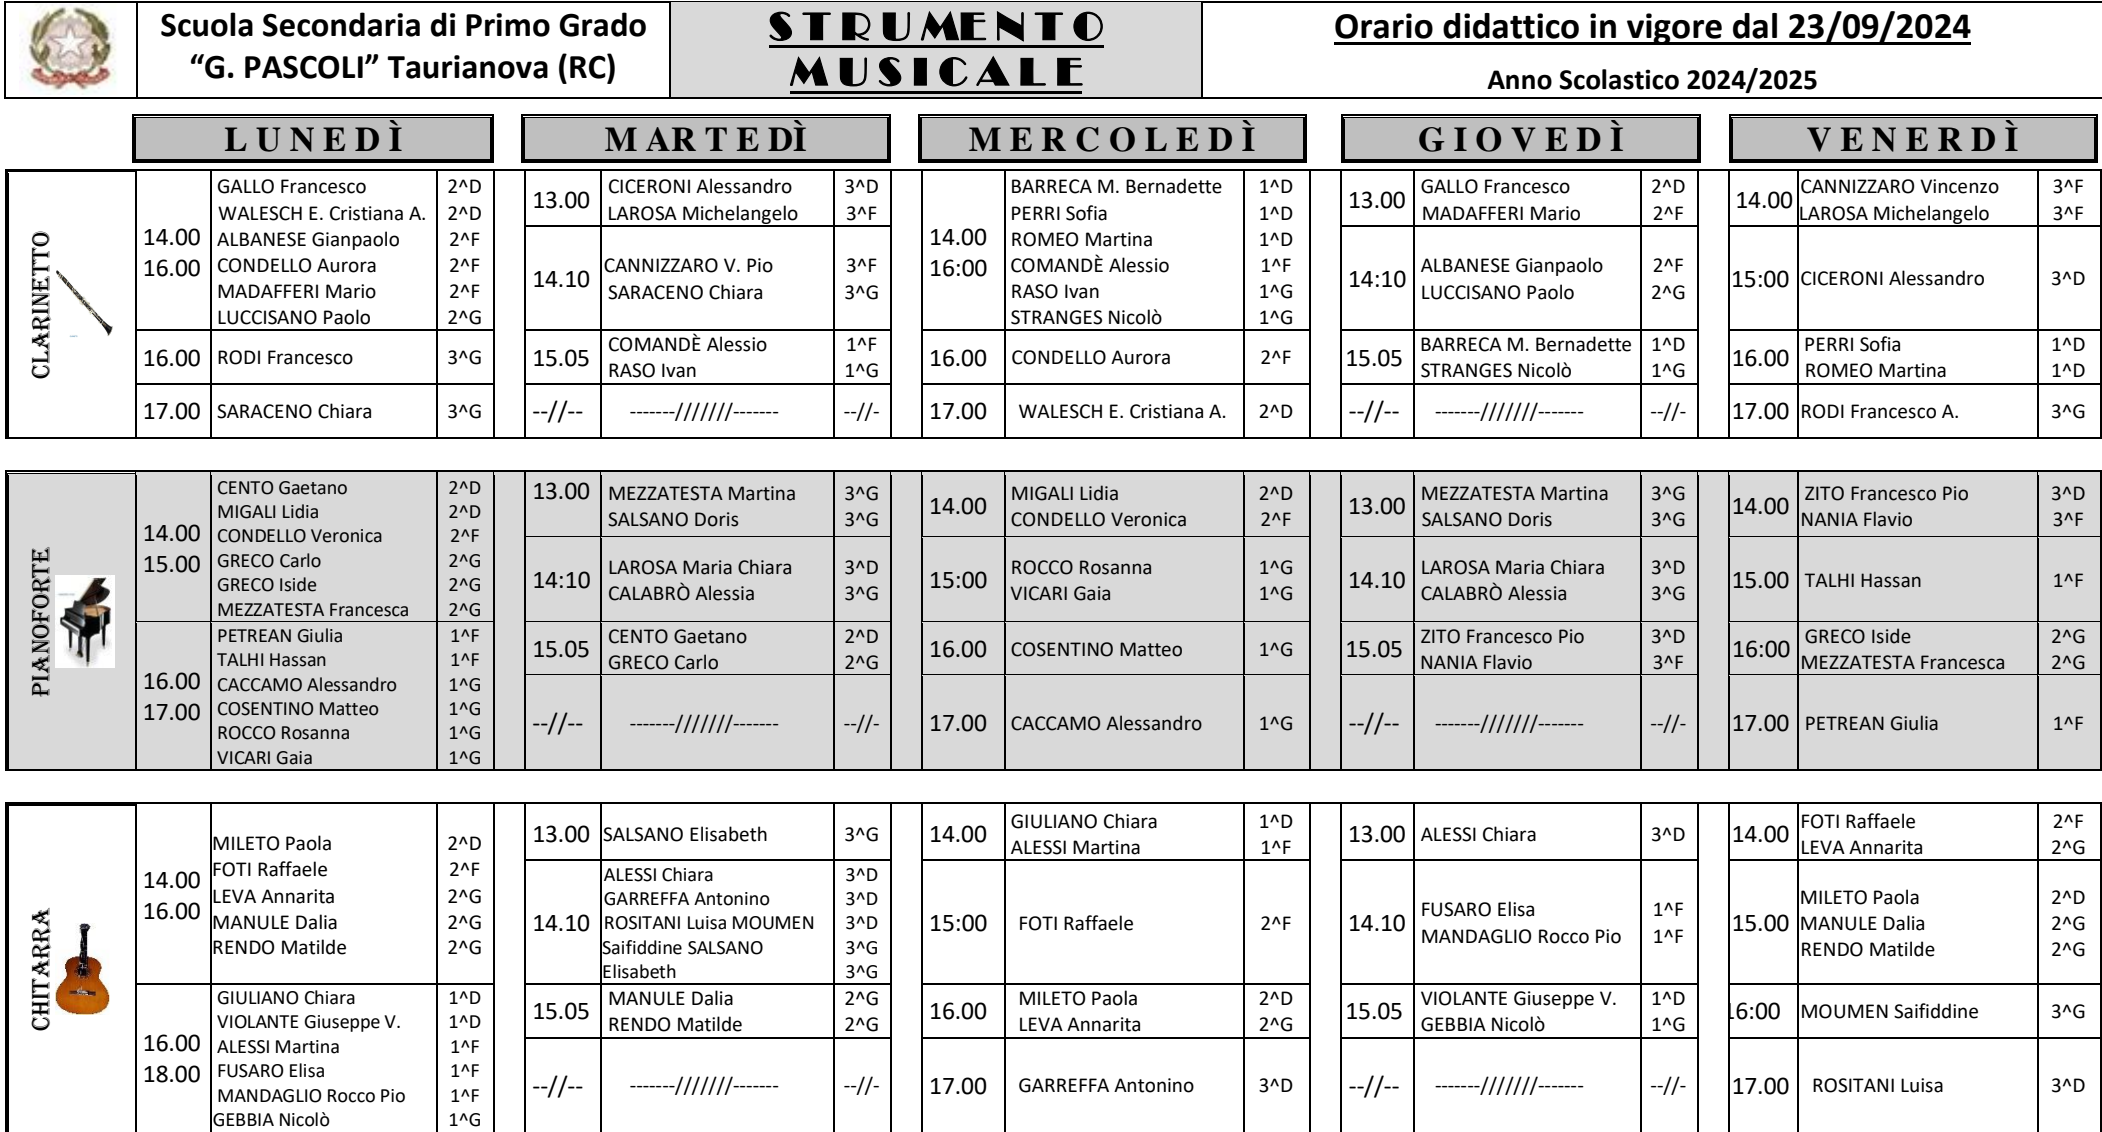 Scuola Secondaria di Primo Grado
“G. PASCOLI” Taurianova (RC)
STRUMENTO
MUSICALE
Orario didattico in vigore dal 23/09/2024
Anno Scolastico 2024/2025
LUNEDÌ MARTEDÌ MERCOLEDÌ GIOVEDÌ VENERDÌ
CLARINETTO
14.00
16.00
GALLO Francesco 2^D
WALESCH E. Cristiana A. 2^D
ALBANESE Gianpaolo 2^F
CONDELLO Aurora 2^F
MADAFFERI Mario 2^F
LUCCISANO Paolo 2^G
16.00 RODI Francesco 3^G
17.00 SARACENO Chiara 3^G
13.00
CICERONI Alessandro 3^D
LAROSA Michelangelo 3^F
14.10
CANNIZZARO V. Pio 3^F
SARACENO Chiara 3^G
15.05
COMANDÈ Alessio 1^F
RASO Ivan 1^G
--//-- -------///////------- --//-
14.00
16:00
BARRECA M. Bernadette 1^D
PERRI Sofia 1^D
ROMEO Martina 1^D
COMANDÈ Alessio 1^F
RASO Ivan 1^G
STRANGES Nicolò 1^G
16.00 CONDELLO Aurora 2^F
17.00 WALESCH E. Cristiana A. 2^D
13.00
GALLO Francesco 2^D
MADAFFERI Mario 2^F
14:10
ALBANESE Gianpaolo 2^F
LUCCISANO Paolo 2^G
15.05
BARRECA M. Bernadette 1^D
STRANGES Nicolò 1^G
--//-- -------///////------- --//-
14.00
CANNIZZARO Vincenzo 3^F
LAROSA Michelangelo 3^F
15:00 CICERONI Alessandro 3^D
16.00
PERRI Sofia 1^D
ROMEO Martina 1^D
17.00 RODI Francesco A. 3^G
PIANOFORTE
14.00
15.00
CENTO Gaetano 2^D
MIGALI Lidia 2^D
CONDELLO Veronica 2^F
GRECO Carlo 2^G
GRECO Iside 2^G
MEZZATESTA Francesca 2^G
16.00
17.00
PETREAN Giulia 1^F
TALHI Hassan 1^F
CACCAMO Alessandro 1^G
COSENTINO Matteo 1^G
ROCCO Rosanna 1^G
VICARI Gaia 1^G
13.00
MEZZATESTA Martina 3^G
SALSANO Doris 3^G
14:10
LAROSA Maria Chiara 3^D
CALABRÒ Alessia 3^G
15.05
CENTO Gaetano 2^D
GRECO Carlo 2^G
--//-- -------///////------- --//-
14.00
MIGALI Lidia 2^D
CONDELLO Veronica 2^F
15:00
ROCCO Rosanna 1^G
VICARI Gaia 1^G
16.00 COSENTINO Matteo 1^G
17.00 CACCAMO Alessandro 1^G
13.00
MEZZATESTA Martina 3^G
SALSANO Doris 3^G
14.10
LAROSA Maria Chiara 3^D
CALABRÒ Alessia 3^G
15.05
ZITO Francesco Pio 3^D
NANIA Flavio 3^F
--//-- -------///////------- --//-
14.00
ZITO Francesco Pio 3^D
NANIA Flavio 3^F
15.00 TALHI Hassan 1^F
16:00
GRECO Iside 2^G
MEZZATESTA Francesca 2^G
17.00 PETREAN Giulia 1^F
CHITARRA
14.00
16.00
MILETO Paola 2^D
FOTI Raffaele 2^F
LEVA Annarita 2^G
MANULE Dalia 2^G
RENDO Matilde 2^G
16.00
18.00
GIULIANO Chiara 1^D
VIOLANTE Giuseppe V. 1^D
ALESSI Martina 1^F
FUSARO Elisa 1^F
MANDAGLIO Rocco Pio 1^F
GEBBIA Nicolò 1^G
13.00 SALSANO Elisabeth 3^G
14.10
ALESSI Chiara 3^D
GARREFFA Antonino 3^D
ROSITANI Luisa MOUMEN 3^D
Saifiddine SALSANO 3^G
Elisabeth 3^G
15.05
MANULE Dalia 2^G
RENDO Matilde 2^G
--//-- -------///////------- --//-
14.00
GIULIANO Chiara 1^D
ALESSI Martina 1^F
15:00 FOTI Raffaele 2^F
16.00
MILETO Paola 2^D
LEVA Annarita 2^G
17.00 GARREFFA Antonino 3^D
13.00 ALESSI Chiara 3^D
14.10
FUSARO Elisa 1^F
MANDAGLIO Rocco Pio 1^F
15.05
VIOLANTE Giuseppe V. 1^D
GEBBIA Nicolò 1^G
--//-- -------///////------- --//-
14.00
FOTI Raffaele 2^F
LEVA Annarita 2^G
15.00
MILETO Paola 2^D
MANULE Dalia 2^G
RENDO Matilde 2^G
16:00 MOUMEN Saifiddine 3^G
17.00 ROSITANI Luisa 3^D